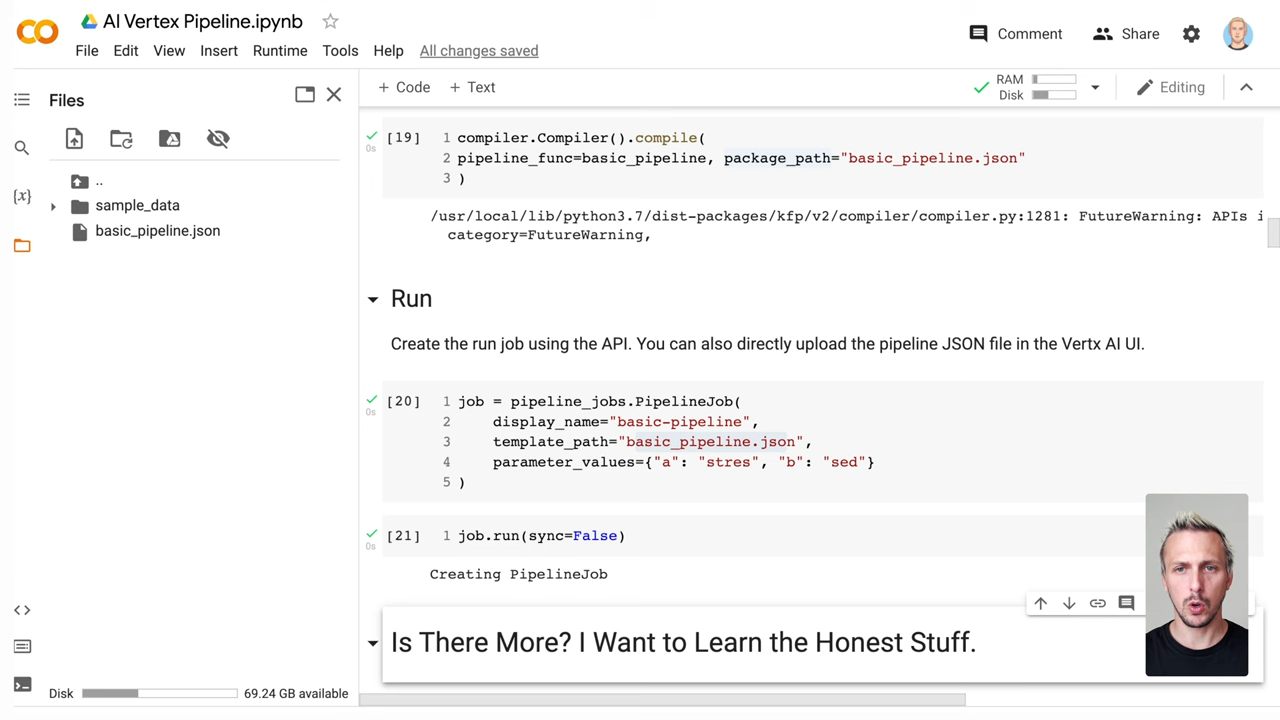 AI Vertex Pipeline.ipynb
File Edit View Insert Runtime Tools Help All changes saved
Comment Share
Files
+ Code + Text
RAM
Disk
Editing
..
sample_data
basic_pipeline.json
{x}
<>
[19] 1 compiler.Compiler().compile(
0s 2 pipeline_func=basic_pipeline, package_path="basic_pipeline.json"
3 )
/usr/local/lib/python3.7/dist-packages/kfp/v2/compiler/compiler.py:1281: FutureWarning: APIs i
category=FutureWarning,
Run
Create the run job using the API. You can also directly upload the pipeline JSON file in the Vertx AI UI.
[20] 1 job = pipeline_jobs.PipelineJob(
0s 2 display_name="basic-pipeline",
3 template_path="basic_pipeline.json",
4 parameter_values={"a": "stres", "b": "sed"}
5 )
[21] 1 job.run(sync=False)
0s
Creating PipelineJob
Is There More? I Want to Learn the Honest Stuff.
Disk 69.24 GB available